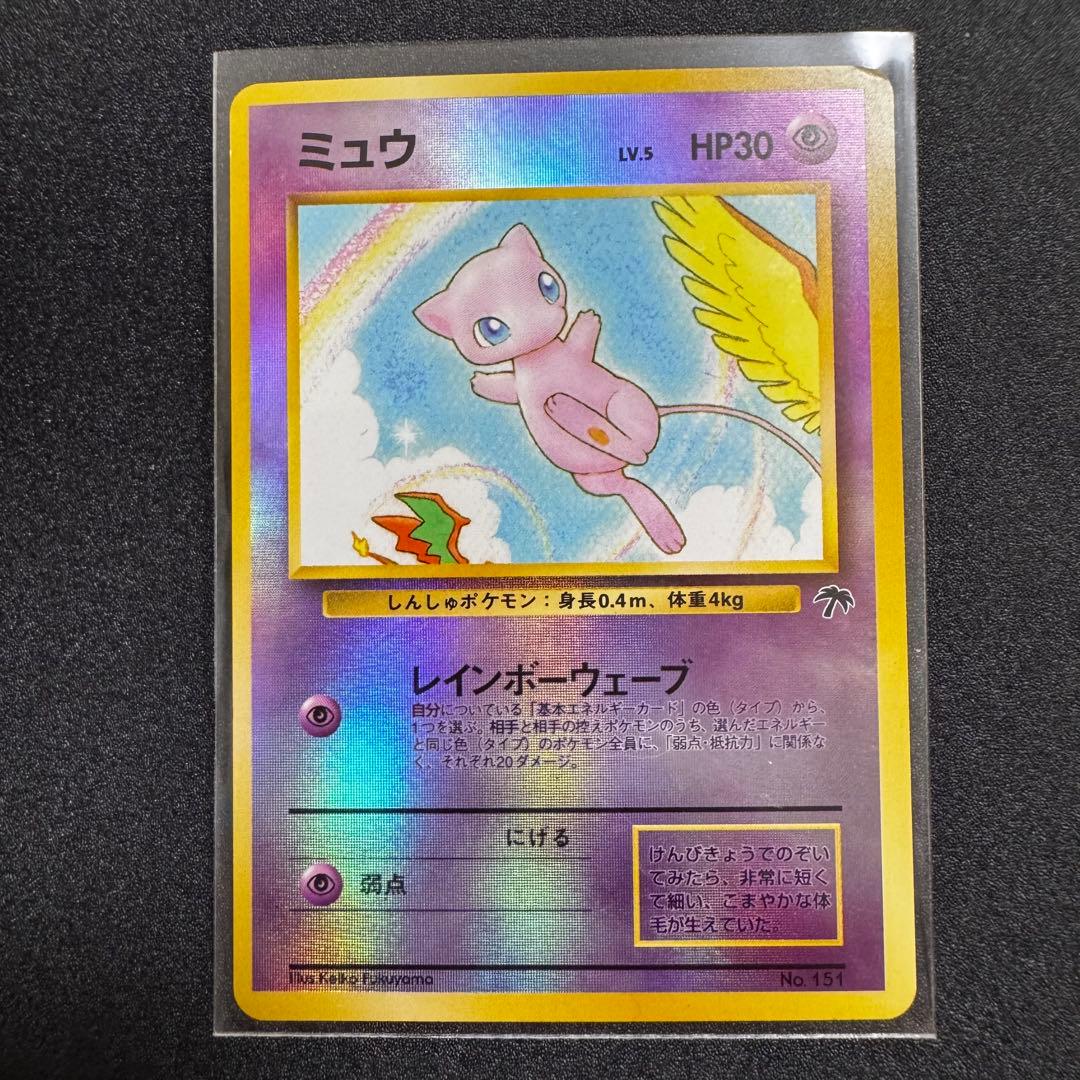 ミュウ LV.5 HP30
しんしゅポケモン：身長0.4m、体重4kg
レインボーウェーブ
自分についている「基本エネルギーカード」の色（タイプ）から、
1つを選ぶ。相手と相手の控えポケモンのうち、選んだエネルギー
と同じ色（タイプ）のポケモン全員に、「弱点・抵抗力」に関係な
く、それぞれ20ダメージ。
にげる
弱点
けんびきょうでのぞい
てみたら、非常に短く
て細い、こまやかな体
毛が生えていた。
Illus.Keiko Fukuyama
No.151